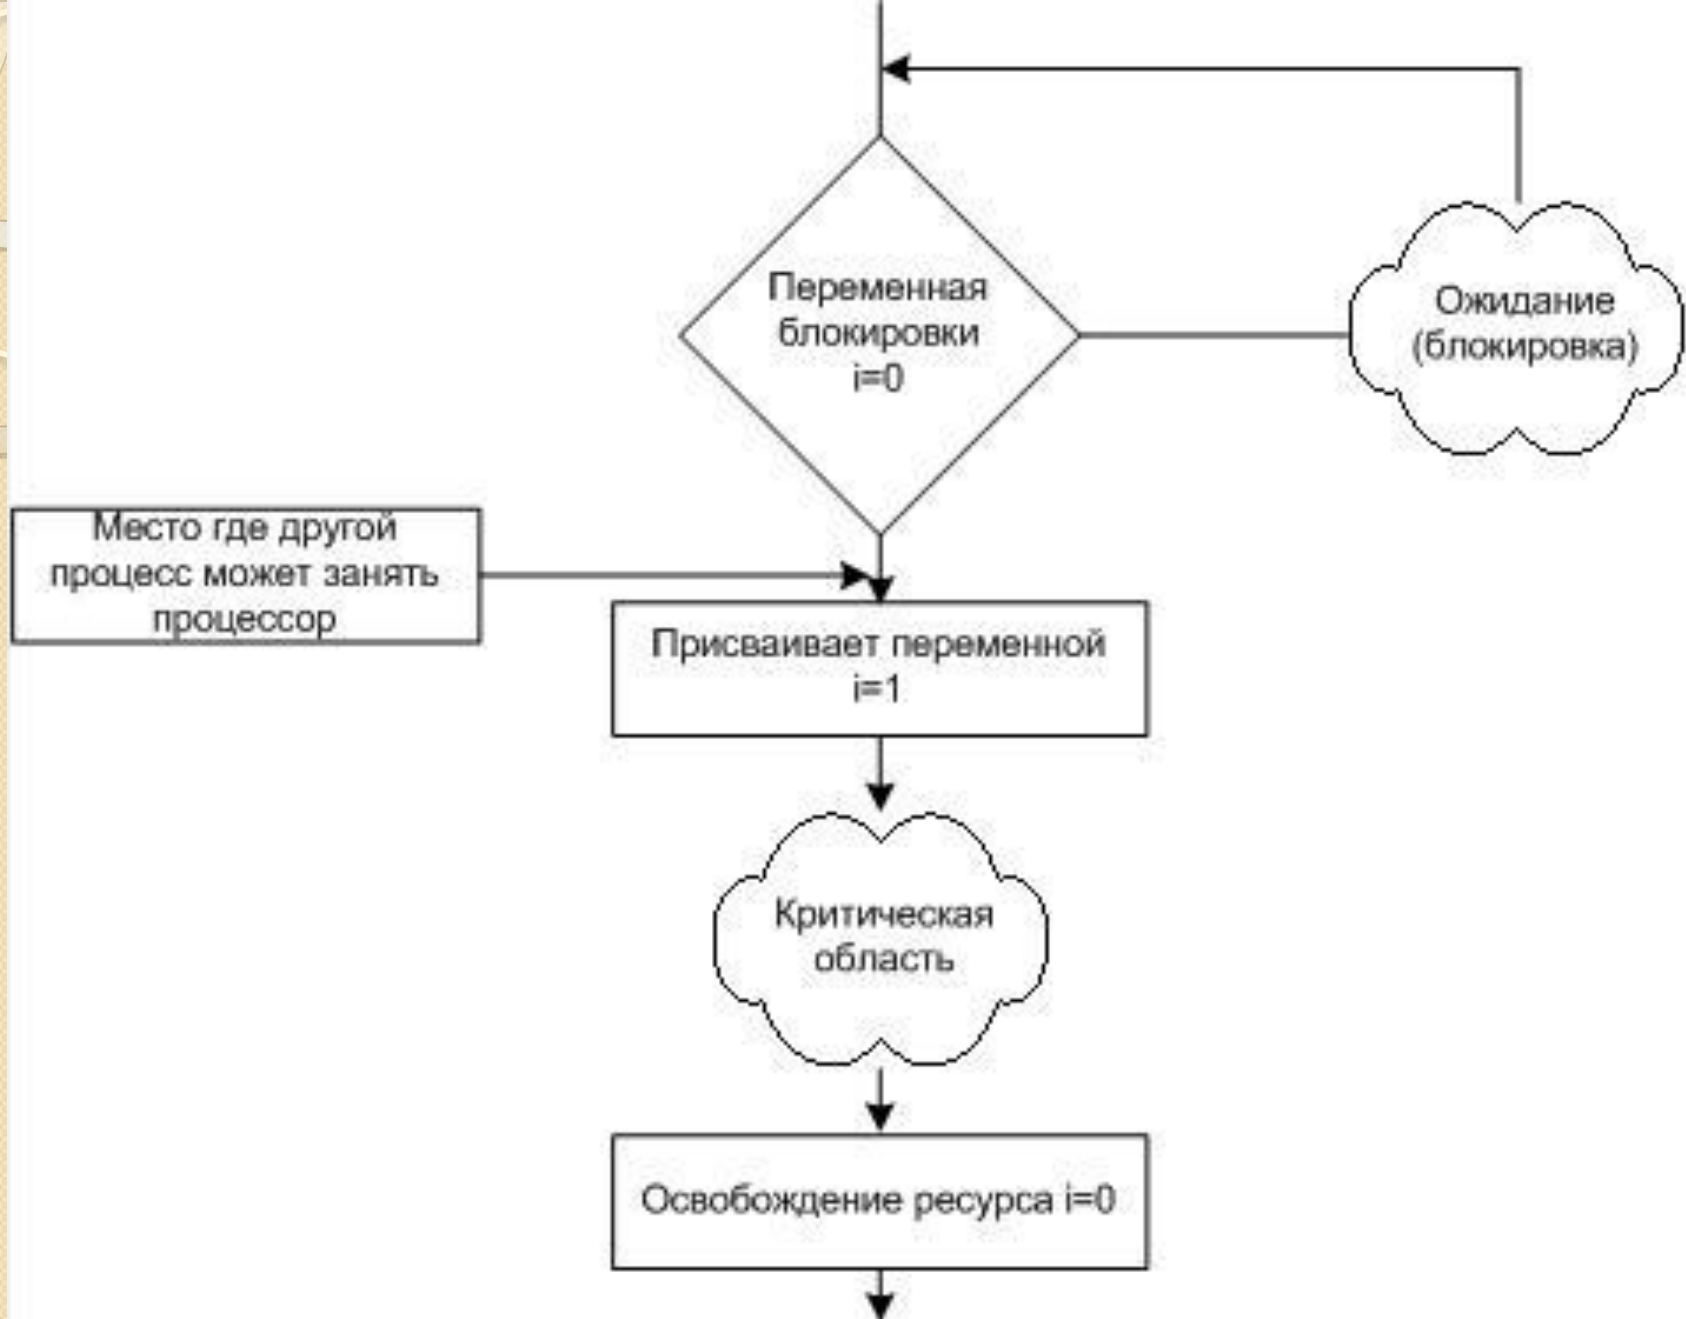 Переменная
блокировки
i=0
Ожидание
(блокировка)
Место где другой
процесс может занять
процессор
Присваивает переменной
i=1
Критическая
область
Освобождение ресурса i=0